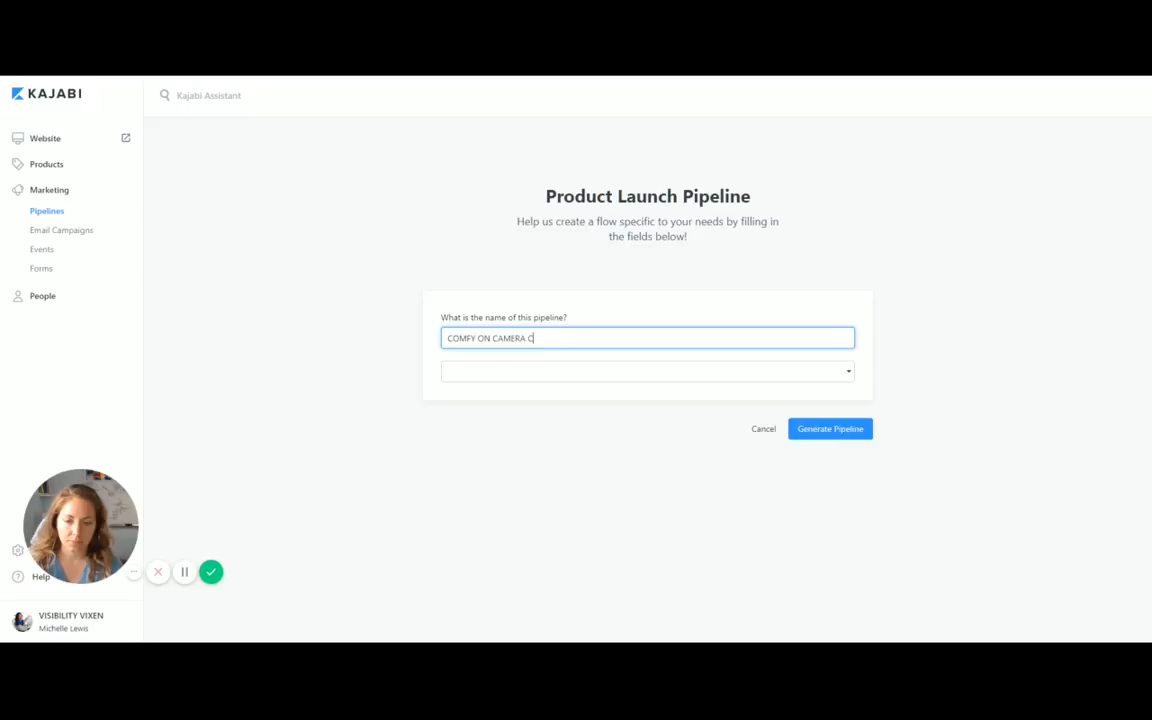 KAJABI
Kajabi Assistant
Website
Products
Marketing
Pipelines
Email Campaigns
Events
Forms
People
Product Launch Pipeline
Help us create a flow specific to your needs by filling in
the fields below!
What is the name of this pipeline?
COMFY ON CAMERA C
Cancel
Generate Pipeline
Help
VISIBILITY VIXEN
Michelle Lewis